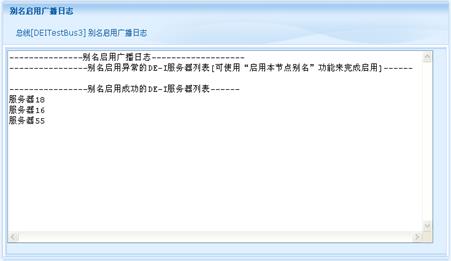 别名启用广播日志
总线[DEITestBus3] 别名启用广播日志
---------------别名启用广播日志-------------------
----------------别名启用异常的DE-I服务器列表[可使用“启用本节点别名”功能来完成启用]------
----------------别名启用成功的DE-I服务器列表------
服务器18
服务器16
服务器55